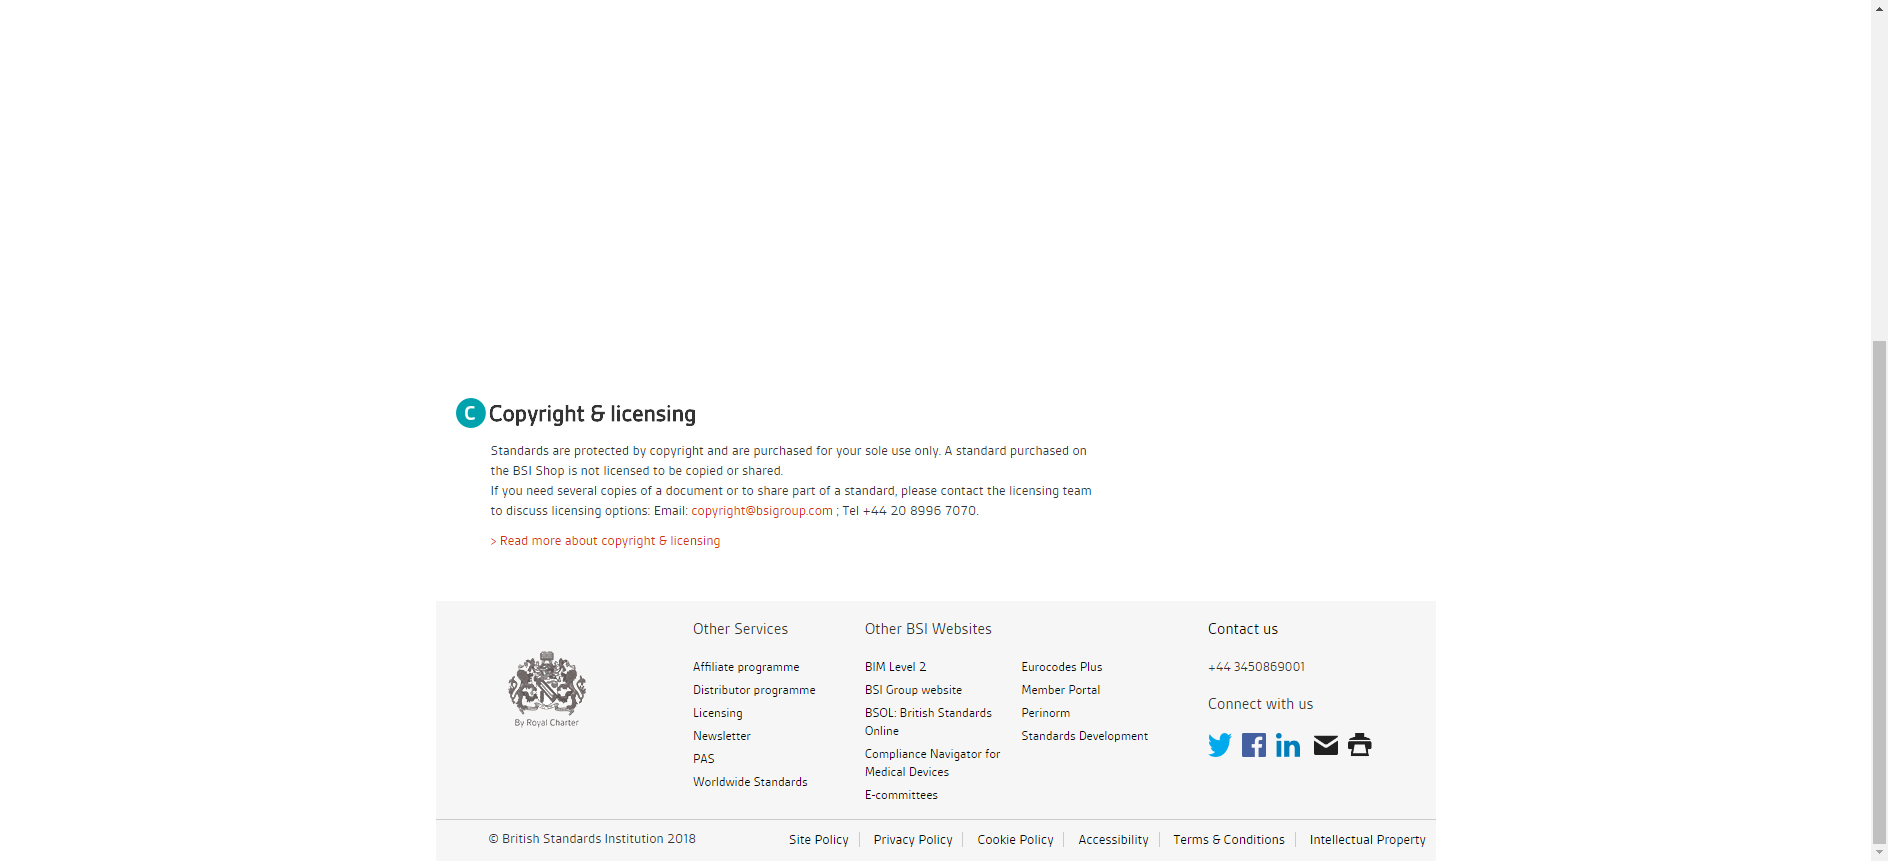 C Copyright & licensing
Standards are protected by copyright and are purchased for your sole use only. A standard purchased on
the BSI Shop is not licensed to be copied or shared.
If you need several copies of a document or to share part of a standard, please contact the licensing team
to discuss licensing options: Email: copyright@bsigroup.com ; Tel +44 20 8996 7070.
> Read more about copyright & licensing
By Royal Charter
Other Services
Affiliate programme
Distributor programme
Licensing
Newsletter
PAS
Worldwide Standards
Other BSI Websites
BIM Level 2
BSI Group website
BSOL: British Standards
Online
Compliance Navigator for
Medical Devices
E-committees
Eurocodes Plus
Member Portal
Perinorm
Standards Development
Contact us
+44 3450869001
Connect with us
© British Standards Institution 2018
Site Policy
Privacy Policy
Cookie Policy
Accessibility
Terms & Conditions
Intellectual Property